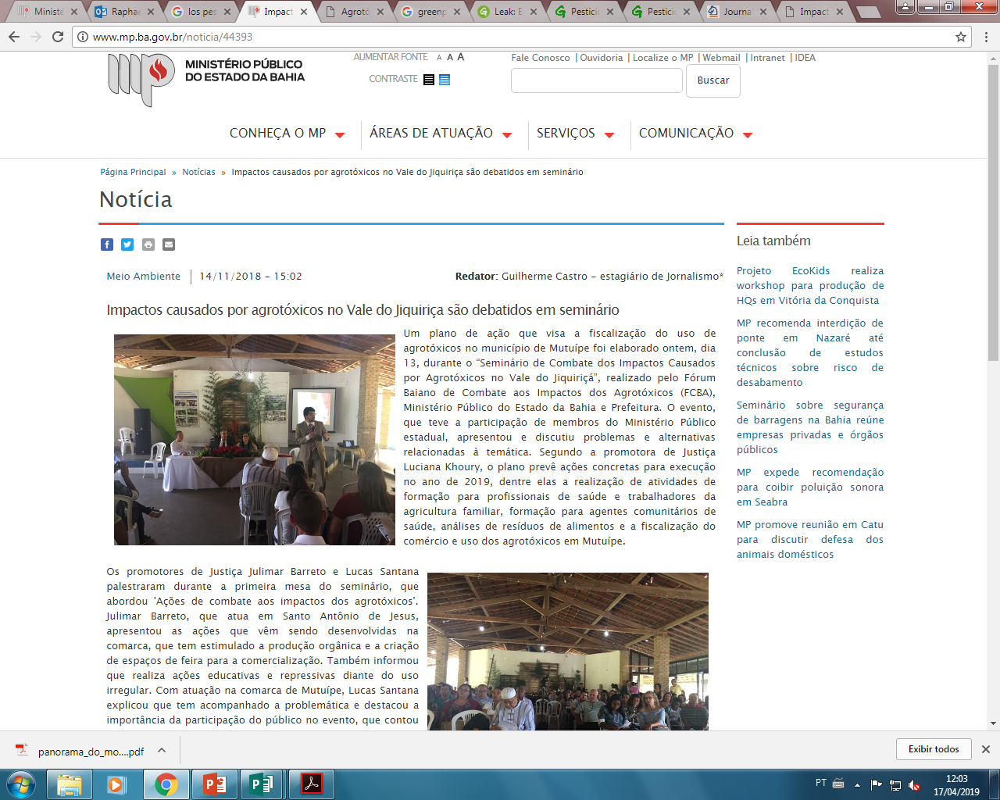 Ministé
Raphae
los pes
Impact
Agrotó
greenp
Leak: E
Pesticid
Pesticid
Journa
Impact
www.mp.ba.gov.br/noticia/44393
MINISTÉRIO PÚBLICO
DO ESTADO DA BAHIA
AUMENTAR FONTE A A A
CONTRASTE
Fale Conosco | Ouvidoria | Localize o MP | Webmail | Intranet | IDEA
Buscar
CONHEÇA O MP
ÁREAS DE ATUAÇÃO
SERVIÇOS
COMUNICAÇÃO
Página Principal » Notícias » Impactos causados por agrotóxicos no Vale do Jiquiriça são debatidos em seminário
Notícia
Meio Ambiente
14/11/2018 – 15:02
Redator: Guilherme Castro – estagiário de Jornalismo*
Impactos causados por agrotóxicos no Vale do Jiquiriça são debatidos em seminário
Um plano de ação que visa a fiscalização do uso de
agrotóxicos no município de Mutuípe foi elaborado ontem, dia
13, durante o “Seminário de Combate dos Impactos Causados
por Agrotóxicos no Vale do Jiquiriçá”, realizado pelo Fórum
Baiano de Combate aos Impactos dos Agrotóxicos (FCBA),
Ministério Público do Estado da Bahia e Prefeitura. O evento,
que teve a participação de membros do Ministério Público
estadual, apresentou e discutiu problemas e alternativas
relacionadas à temática. Segundo a promotora de Justiça
Luciana Khoury, o plano prevê ações concretas para execução
no ano de 2019, dentre elas a realização de atividades de
formação para profissionais de saúde e trabalhadores da
agricultura familiar, formação para agentes comunitários de
saúde, análises de resíduos de alimentos e a fiscalização do
comércio e uso dos agrotóxicos em Mutuípe.
Os promotores de Justiça Julimar Barreto e Lucas Santana
palestraram durante a primeira mesa do seminário, que
abordou 'Ações de combate aos impactos dos agrotóxicos'.
Julimar Barreto, que atua em Santo Antônio de Jesus,
apresentou as ações que vêm sendo desenvolvidas na
comarca, que tem estimulado a produção orgânica e a criação
de espaços de feira para a comercialização. Também informou
que realiza ações educativas e repressivas diante do uso
irregular. Com atuação na comarca de Mutuípe, Lucas Santana
explicou que tem acompanhado a problemática e destacou a
importância da participação do público no evento, que contou
Leia também
Projeto EcoKids realiza
workshop para produção de
HQs em Vitória da Conquista
MP recomenda interdição de
ponte em Nazaré até
conclusão de estudos
técnicos sobre risco de
desabamento
Seminário sobre segurança
de barragens na Bahia reúne
empresas privadas e órgãos
públicos
MP expede recomendação
para coibir poluição sonora
em Seabra
MP promove reunião em Catu
para discutir defesa dos
animais domésticos
panorama_do_mo....pdf
Exibir todos
PT
12:03
17/04/2019